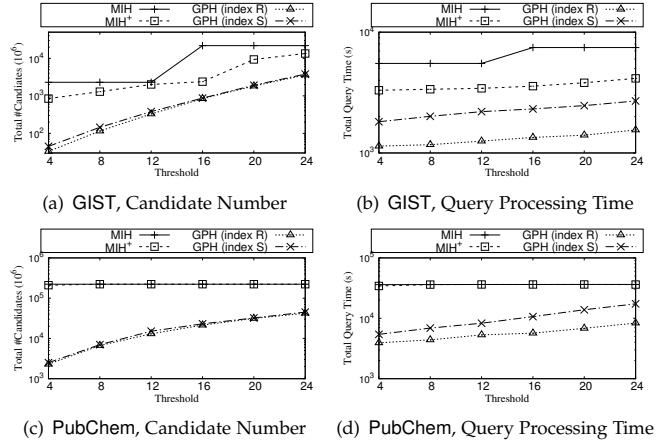 MIH
MIH+
GPH (index R)
GPH (index S)
Total #Candiates (10^6)
10^4
10^3
10^2
4 8 12 16 20 24
Threshold
(a) GIST, Candidate Number
MIH
MIH+
GPH (index R)
GPH (index S)
Total Query Time (s)
10^3
4 8 12 16 20 24
Threshold
(b) GIST, Query Processing Time
MIH
MIH+
GPH (index R)
GPH (index S)
Total #Candidates (10^6)
10^6
10^5
10^4
10^3
4 8 12 16 20 24
Threshold
(c) PubChem, Candidate Number
MIH
MIH+
GPH (index R)
GPH (index S)
Total Query Time (s)
10^5
10^4
10^3
4 8 12 16 20 24
Threshold
(d) PubChem, Query Processing Time